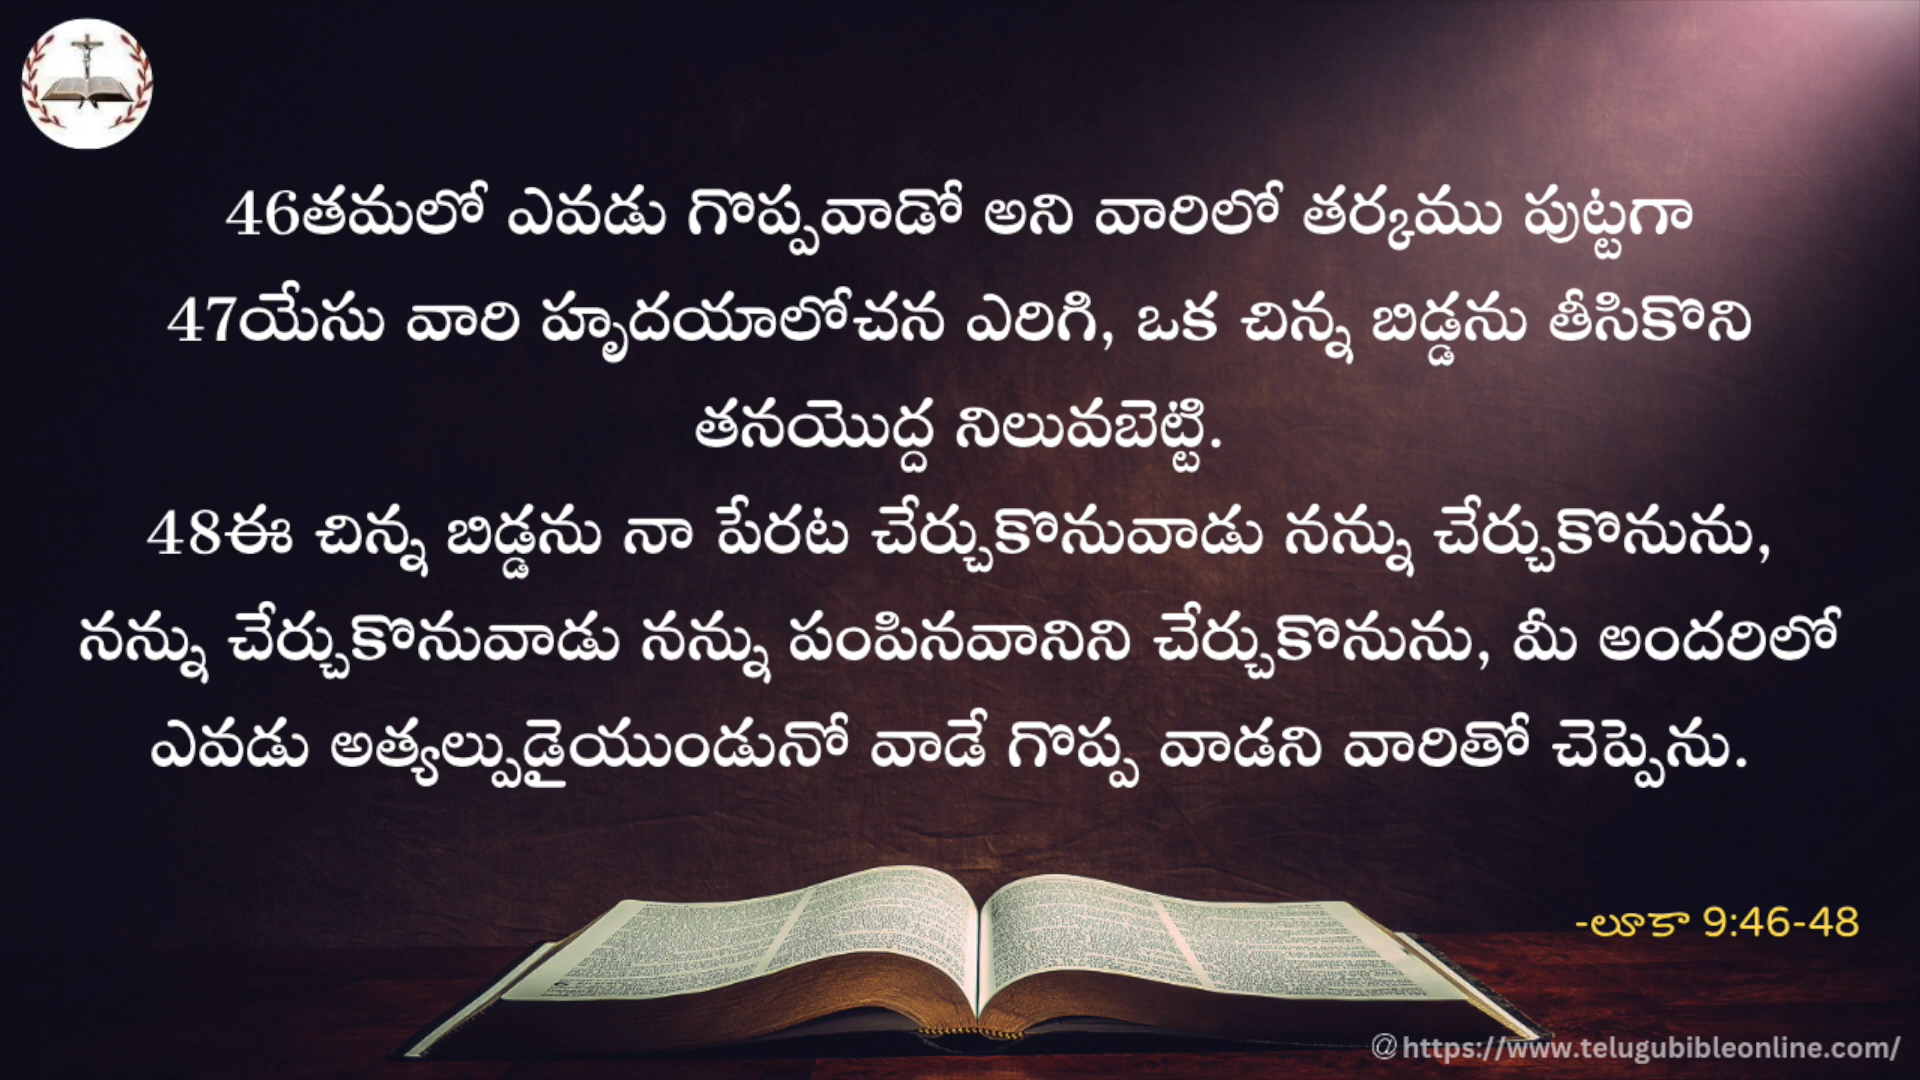 46తమలో ఎవడు గొప్పవాడో అని వారిలో తర్కము పుట్టగా
47యేసు వారి హృదయాలోచన ఎరిగి, ఒక చిన్న బిడ్డను తీసికొని
తనయొద్ద నిలువబెట్టి.
48ఈ చిన్న బిడ్డను నా పేరట చేర్చుకొనువాడు నన్ను చేర్చుకొనును,
నన్ను చేర్చుకొనువాడు నన్ను పంపినవానిని చేర్చుకొనును, మీ అందరిలో
ఎవడు అత్యల్పుడైయుండునో వాడే గొప్ప వాడని వారితో చెప్పెను.
-లూకా 9:46-48
@https://www.telugubibleonline.com/